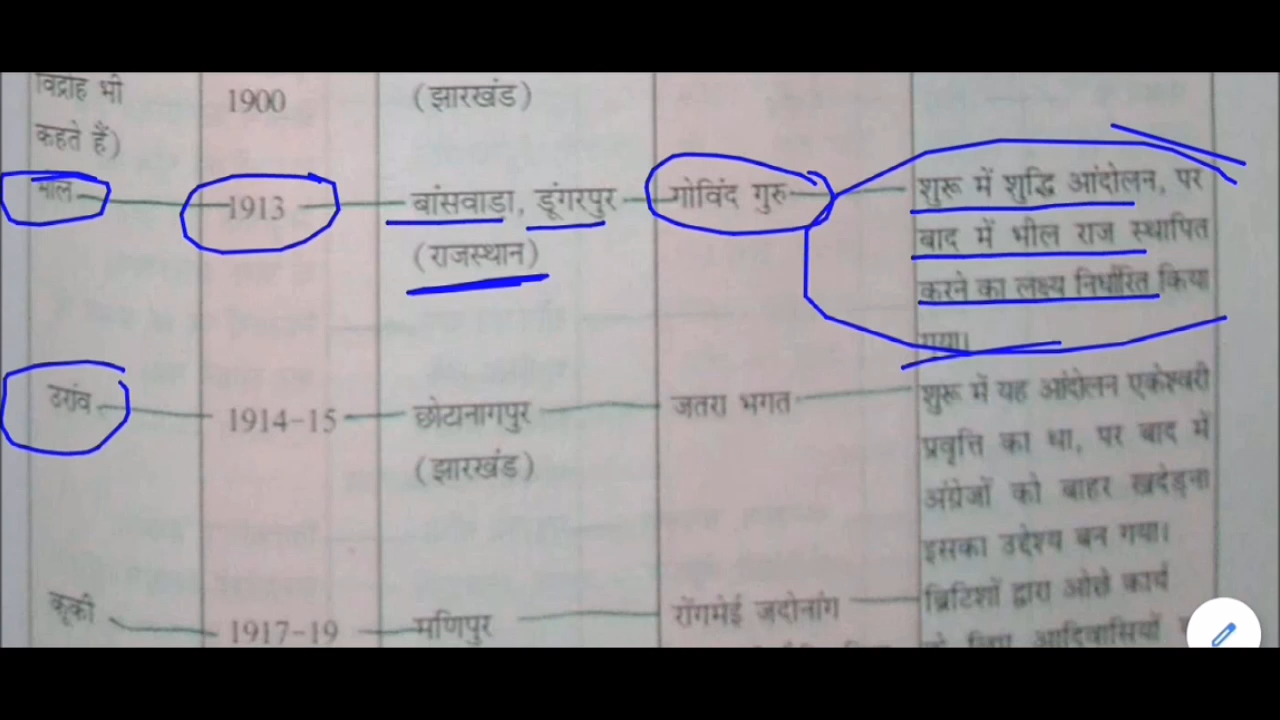 विद्रोह भी 1900 (झारखंड)
कहते हैं)
भील 1913 बांसवाडा, डूंगरपुर गोविंद गुरु शुरू में शुद्धि आंदोलन, पर
(राजस्थान) बाद में भील राज स्थापित
करने का लक्ष्य निर्धारित किया
गया।
उरांव 1914-15 छोटानागपुर जतरा भगत शुरू में यह आंदोलन एकेश्वरी
(झारखंड) प्रवृत्ति का था, पर बाद में
अंग्रेजों को बाहर खदेड़ना
इसका उद्देश्य बन गया।
कूकी 1917-19 मणिपुर रोंगमेई जदोनांग ब्रिटिशों द्वारा ओछे कार्य
के लिए आदिवासियों